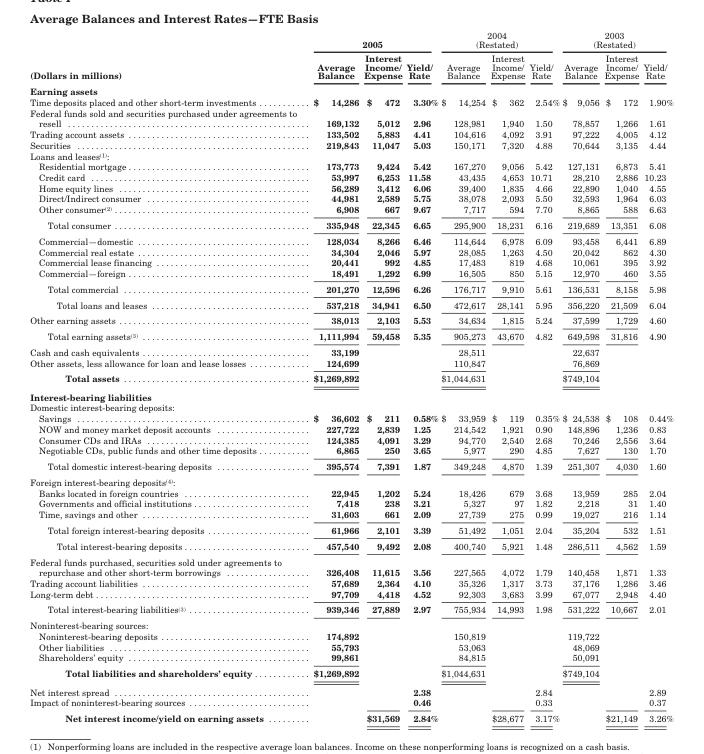 Average Balances and Interest Rates—FTE Basis
2005 2004 (Restated) 2003 (Restated)
(Dollars in millions) Average Balance Interest Income/ Expense Yield/ Rate Average Balance Interest Income/ Expense Yield/ Rate Average Balance Interest Income/ Expense Yield/ Rate
Earning assets
Time deposits placed and other short-term investments $ 14,286 $ 472 3.30% $ 14,254 $ 362 2.54% $ 9,056 $ 172 1.90%
Federal funds sold and securities purchased under agreements to
resell 169,132 5,012 2.96 128,981 1,940 1.50 78,857 1,266 1.61
Trading account assets 133,502 5,883 4.41 104,616 4,092 3.91 97,222 4,005 4.12
Securities 219,843 11,047 5.03 150,171 7,320 4.88 70,644 3,135 4.44
Loans and leases(1):
Residential mortgage 173,773 9,424 5.42 167,270 9,056 5.42 127,131 6,873 5.41
Credit card 53,997 6,253 11.58 43,435 4,653 10.71 28,210 2,886 10.23
Home equity lines 56,289 3,412 6.06 39,400 1,835 4.66 22,890 1,040 4.55
Direct/Indirect consumer 44,981 2,589 5.75 38,078 2,093 5.50 32,593 1,964 6.03
Other consumer(2) 6,908 667 9.67 7,717 594 7.70 8,865 588 6.63
Total consumer 335,948 22,345 6.65 295,900 18,231 6.16 219,689 13,351 6.08
Commercial—domestic 128,034 8,266 6.46 114,644 6,978 6.09 93,458 6,441 6.89
Commercial real estate 34,304 2,046 5.97 28,085 1,263 4.50 20,042 862 4.30
Commercial lease financing 20,441 992 4.85 17,483 819 4.68 10,061 395 3.92
Commercial—foreign 18,491 1,292 6.99 16,505 850 5.15 12,970 460 3.55
Total commercial 201,270 12,596 6.26 176,717 9,910 5.61 136,531 8,158 5.98
Total loans and leases 537,218 34,941 6.50 472,617 28,141 5.95 356,220 21,509 6.04
Other earning assets 38,013 2,103 5.53 34,634 1,815 5.24 37,599 1,729 4.60
Total earning assets(3) 1,111,994 59,458 5.35 905,273 43,670 4.82 649,598 31,816 4.90
Cash and cash equivalents 33,199 28,511 22,637
Other assets, less allowance for loan and lease losses 124,699 110,847 76,869
Total assets $1,269,892 $1,044,631 $749,104
Interest-bearing liabilities
Domestic interest-bearing deposits:
Savings $ 36,602 $ 211 0.58% $ 33,959 $ 119 0.35% $ 24,538 $ 108 0.44%
NOW and money market deposit accounts 227,722 2,839 1.25 214,542 1,921 0.90 148,896 1,236 0.83
Consumer CDs and IRAs 124,385 4,091 3.29 94,770 2,540 2.68 70,246 2,556 3.64
Negotiable CDs, public funds and other time deposits 6,865 250 3.65 5,977 290 4.85 7,627 130 1.70
Total domestic interest-bearing deposits 395,574 7,391 1.87 349,248 4,870 1.39 251,307 4,030 1.60
Foreign interest-bearing deposits(4):
Banks located in foreign countries 22,945 1,202 5.24 18,426 679 3.68 13,959 285 2.04
Governments and official institutions 7,418 238 3.21 5,327 97 1.82 2,218 31 1.40
Time, savings and other 31,603 661 2.09 27,739 275 0.99 19,027 216 1.14
Total foreign interest-bearing deposits 61,966 2,101 3.39 51,492 1,051 2.04 35,204 532 1.51
Total interest-bearing deposits 457,540 9,492 2.08 400,740 5,921 1.48 286,511 4,562 1.59
Federal funds purchased, securities sold under agreements to
repurchase and other short-term borrowings 326,408 11,615 3.56 227,565 4,072 1.79 140,458 1,871 1.33
Trading account liabilities 57,689 2,364 4.10 35,326 1,317 3.73 37,176 1,286 3.46
Long-term debt 97,709 4,418 4.52 92,303 3,683 3.99 67,077 2,948 4.40
Total interest-bearing liabilities(3) 939,346 27,889 2.97 755,934 14,993 1.98 531,222 10,667 2.01
Noninterest-bearing sources:
Noninterest-bearing deposits 174,892 150,819 119,722
Other liabilities 55,793 53,063 48,069
Shareholders' equity 99,861 84,815 50,091
Total liabilities and shareholders' equity $1,269,892 $1,044,631 $749,104
Net interest spread 2.38 2.84 2.89
Impact of noninterest-bearing sources 0.46 0.33 0.37
Net interest income/yield on earning assets $31,569 2.84% $28,677 3.17% $21,149 3.26%
(1) Nonperforming loans are included in the respective average loan balances. Income on these nonperforming loans is recognized on a cash basis.